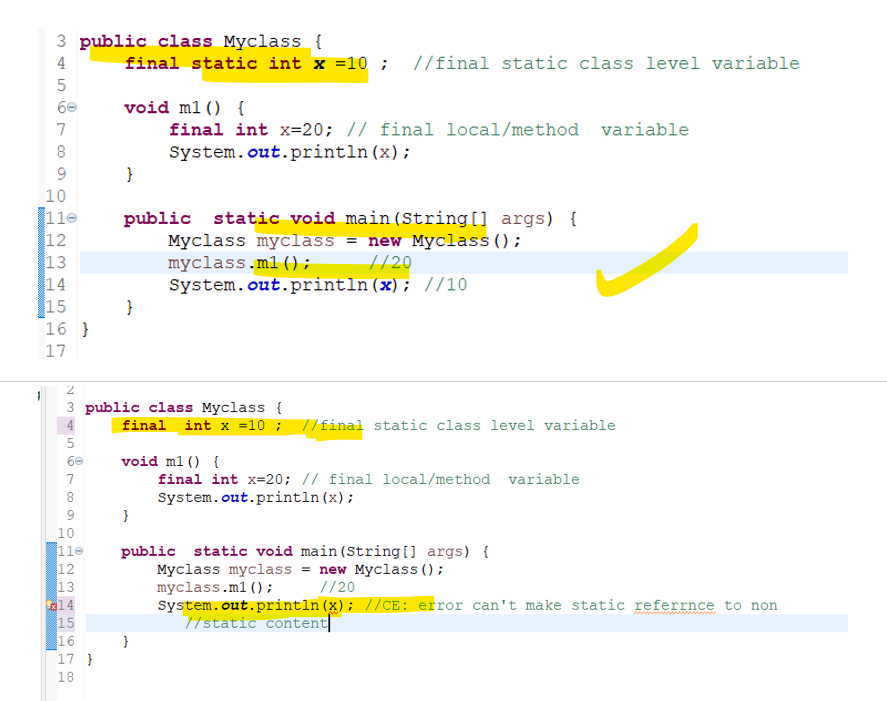 3 public class Myclass {
4 final static int x =10 ; //final static class level variable
5
6 void m1() {
7 final int x=20; // final local/method variable
8 System.out.println(x);
9 }
10
11 public static void main(String[] args) {
12 Myclass myclass = new Myclass();
13 myclass.m1(); //20
14 System.out.println(x); //10
15 }
16 }
17
2
3 public class Myclass {
4 final int x =10 ; //final static class level variable
5
6 void m1() {
7 final int x=20; // final local/method variable
8 System.out.println(x);
9 }
10
11 public static void main(String[] args) {
12 Myclass myclass = new Myclass();
13 myclass.m1(); //20
14 System.out.println(x); //CE: error can't make static referrnce to non
15 //static content
16 }
17 }
18